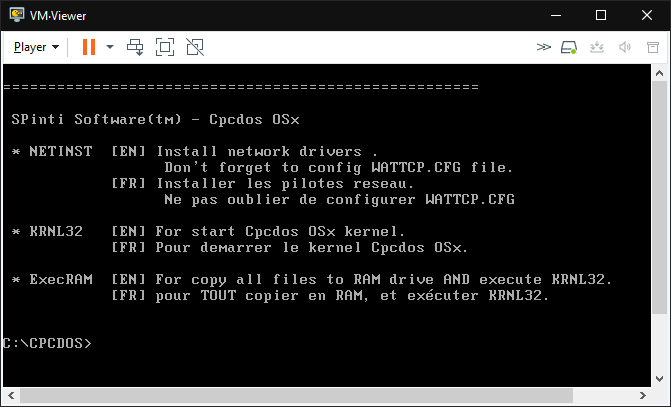 VM-Viewer
Player
=====================================================
SPinti Software(tm) - Cpcdos OSx
* NETINST [EN] Install network drivers .
Don't forget to config WATTCP.CFG file.
[FR] Installer les pilotes reseau.
Ne pas oublier de configurer WATTCP.CFG
* KRNL32 [EN] For start Cpcdos OSx kernel.
[FR] Pour demarrer le kernel Cpcdos OSx.
* ExecRAM [EN] For copy all files to RAM drive AND execute KRNL32.
[FR] pour TOUT copier en RAM, et exécuter KRNL32.
C:\CPCDOS>